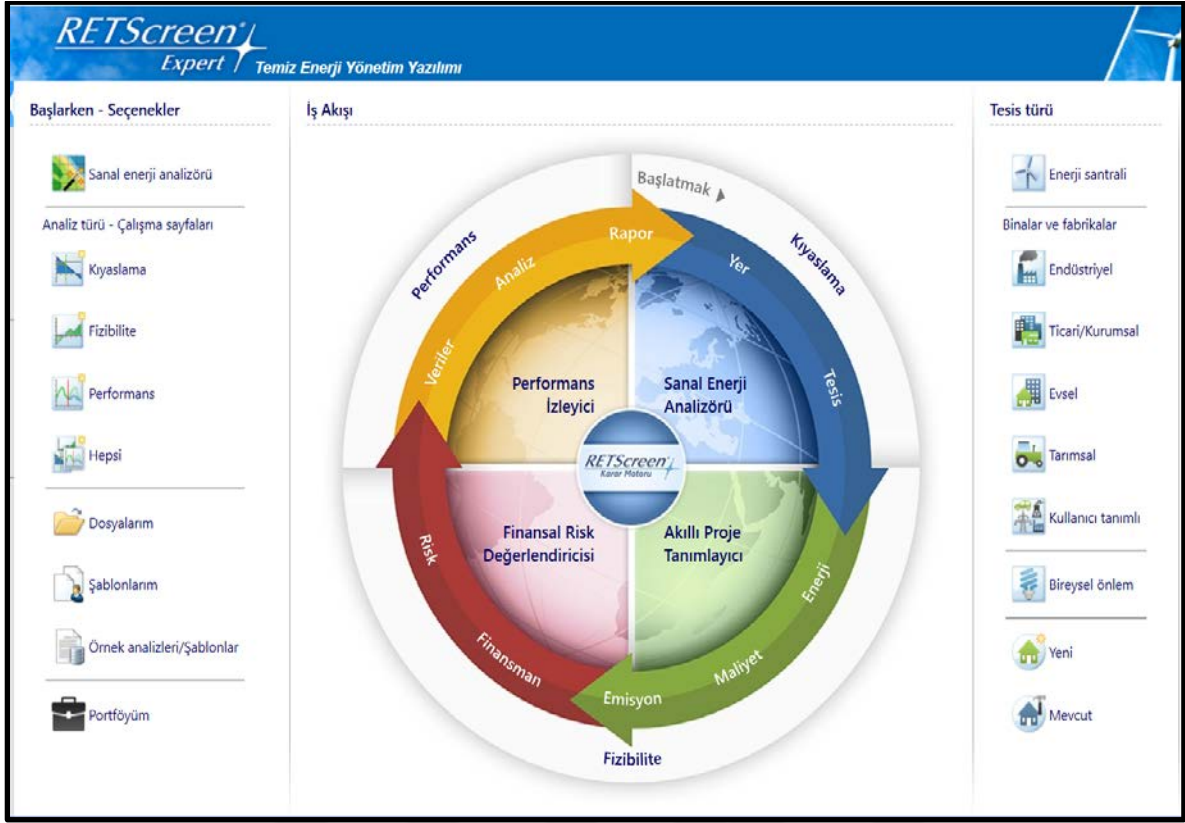 RETScreen
Expert
Temiz Enerji Yönetim Yazılımı
Başlarken - Seçenekler
Sanal enerji analizörü
Analiz türü - Çalışma sayfaları
Kıyaslama
Fizibilite
Performans
Hepsi
Dosyalarım
Şablonlarım
Örnek analizleri/Şablonlar
Portföyüm
İş Akışı
Başlatmak
Kıyaslama
Yer
Tesis
Sanal Enerji
Analizörü
Enerji
Maliyet
Emisyon
Akıllı Proje
Tanımlayıcı
Fizibilite
Finansman
Risk
Finansal Risk
Değerlendiricisi
Performans
Veriler
Analiz
Rapor
Performans
İzleyici
RETScreen
Karar Motoru
Tesis türü
Enerji santrali
Binalar ve fabrikalar
Endüstriyel
Ticari/Kurumsal
Evsel
Tarımsal
Kullanıcı tanımlı
Bireysel önlem
Yeni
Mevcut